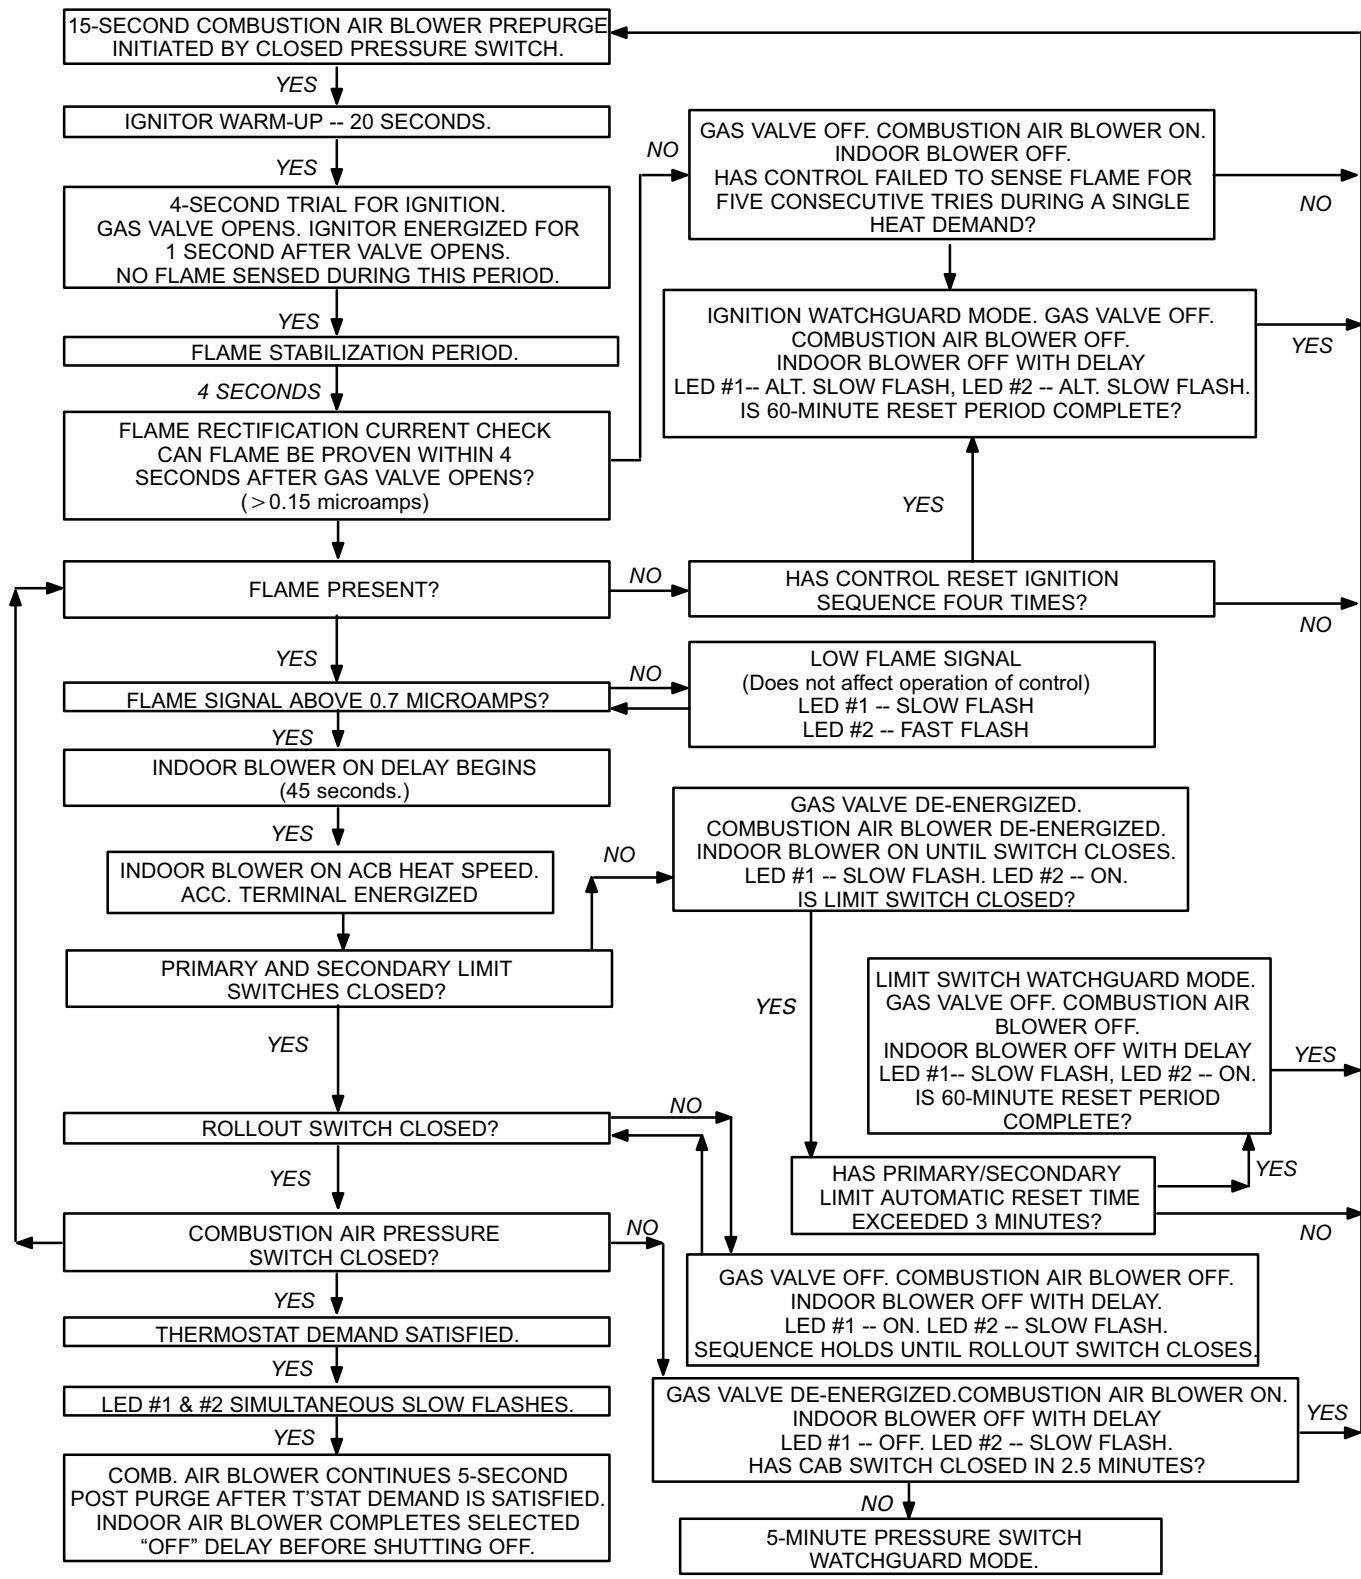 15-SECOND COMBUSTION AIR BLOWER PREPURGE
INITIATED BY CLOSED PRESSURE SWITCH.
YES
IGNITOR WARM-UP -- 20 SECONDS.
YES
4-SECOND TRIAL FOR IGNITION.
GAS VALVE OPENS. IGNITOR ENERGIZED FOR
1 SECOND AFTER VALVE OPENS.
NO FLAME SENSED DURING THIS PERIOD.
YES
FLAME STABILIZATION PERIOD.
4 SECONDS
FLAME RECTIFICATION CURRENT CHECK
CAN FLAME BE PROVEN WITHIN 4
SECONDS AFTER GAS VALVE OPENS?
(>0.15 microamps)
NO
GAS VALVE OFF. COMBUSTION AIR BLOWER ON.
INDOOR BLOWER OFF.
HAS CONTROL FAILED TO SENSE FLAME FOR
FIVE CONSECUTIVE TRIES DURING A SINGLE
HEAT DEMAND?
NO
IGNITION WATCHGUARD MODE. GAS VALVE OFF.
COMBUSTION AIR BLOWER OFF.
INDOOR BLOWER OFF WITH DELAY
LED #1-- ALT. SLOW FLASH, LED #2 -- ALT. SLOW FLASH.
IS 60-MINUTE RESET PERIOD COMPLETE?
YES
YES
FLAME PRESENT?
NO
HAS CONTROL RESET IGNITION
SEQUENCE FOUR TIMES?
NO
YES
FLAME SIGNAL ABOVE 0.7 MICROAMPS?
NO
LOW FLAME SIGNAL
(Does not affect operation of control)
LED #1 -- SLOW FLASH
LED #2 -- FAST FLASH
YES
INDOOR BLOWER ON DELAY BEGINS
(45 seconds.)
YES
INDOOR BLOWER ON ACB HEAT SPEED.
ACC. TERMINAL ENERGIZED
NO
GAS VALVE DE-ENERGIZED.
COMBUSTION AIR BLOWER DE-ENERGIZED.
INDOOR BLOWER ON UNTIL SWITCH CLOSES.
LED #1 -- SLOW FLASH. LED #2 -- ON.
IS LIMIT SWITCH CLOSED?
PRIMARY AND SECONDARY LIMIT
SWITCHES CLOSED?
YES
YES
LIMIT SWITCH WATCHGUARD MODE.
GAS VALVE OFF. COMBUSTION AIR
BLOWER OFF.
INDOOR BLOWER OFF WITH DELAY
LED #1-- SLOW FLASH, LED #2 -- ON.
IS 60-MINUTE RESET PERIOD
COMPLETE?
YES
ROLLOUT SWITCH CLOSED?
NO
HAS PRIMARY/SECONDARY
LIMIT AUTOMATIC RESET TIME
EXCEEDED 3 MINUTES?
YES
NO
YES
COMBUSTION AIR PRESSURE
SWITCH CLOSED?
NO
GAS VALVE OFF. COMBUSTION AIR BLOWER OFF.
INDOOR BLOWER OFF WITH DELAY.
LED #1 -- ON. LED #2 -- SLOW FLASH.
SEQUENCE HOLDS UNTIL ROLLOUT SWITCH CLOSES.
YES
THERMOSTAT DEMAND SATISFIED.
YES
LED #1 & #2 SIMULTANEOUS SLOW FLASHES.
YES
GAS VALVE DE-ENERGIZED.COMBUSTION AIR BLOWER ON.
INDOOR BLOWER OFF WITH DELAY
LED #1 -- OFF. LED #2 -- SLOW FLASH.
HAS CAB SWITCH CLOSED IN 2.5 MINUTES?
YES
COMB. AIR BLOWER CONTINUES 5-SECOND
POST PURGE AFTER T'STAT DEMAND IS SATISFIED.
INDOOR AIR BLOWER COMPLETES SELECTED
“OFF” DELAY BEFORE SHUTTING OFF.
NO
5-MINUTE PRESSURE SWITCH
WATCHGUARD MODE.